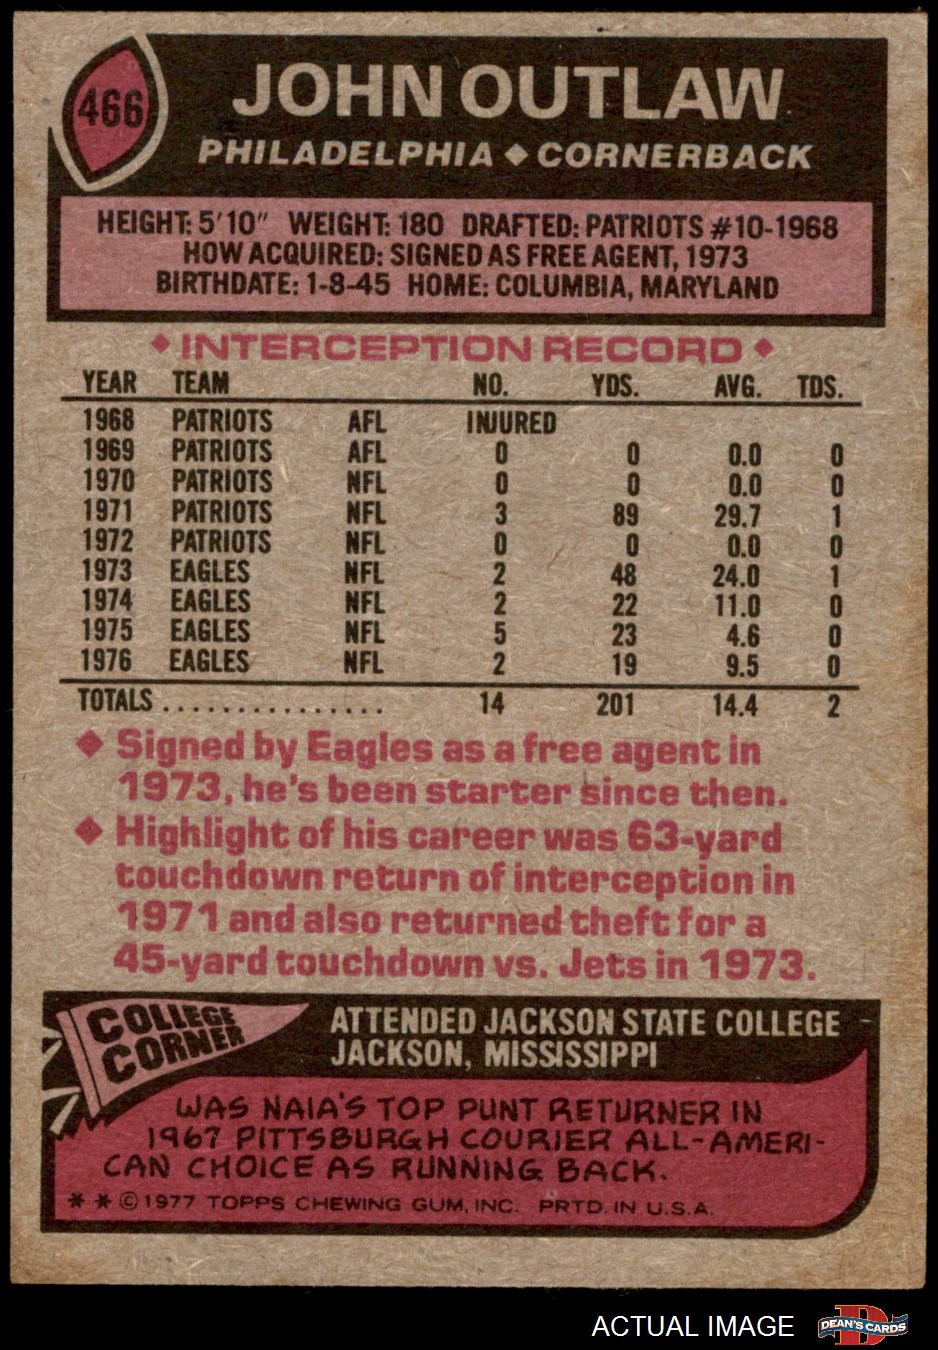 466
JOHN OUTLAW
PHILADELPHIA ◆ CORNERBACK
HEIGHT: 5'10" WEIGHT: 180 DRAFTED: PATRIOTS #10-1968
HOW ACQUIRED: SIGNED AS FREE AGENT, 1973
BIRTHDATE: 1-8-45 HOME: COLUMBIA, MARYLAND
◆ INTERCEPTION RECORD ◆
YEAR TEAM NO. YDS. AVG. TDS.
1968 PATRIOTS AFL INJURED
1969 PATRIOTS AFL 0 0 0.0 0
1970 PATRIOTS NFL 0 0 0.0 0
1971 PATRIOTS NFL 3 89 29.7 1
1972 PATRIOTS NFL 0 0 0.0 0
1973 EAGLES NFL 2 48 24.0 1
1974 EAGLES NFL 2 22 11.0 0
1975 EAGLES NFL 5 23 4.6 0
1976 EAGLES NFL 2 19 9.5 0
TOTALS ............... 14 201 14.4 2
◆ Signed by Eagles as a free agent in
1973, he's been starter since then.
◆ Highlight of his career was 63-yard
touchdown return of interception in
1971 and also returned theft for a
45-yard touchdown vs. Jets in 1973.
COLLEGE
CORNER
ATTENDED JACKSON STATE COLLEGE
JACKSON, MISSISSIPPI
WAS NAIA'S TOP PUNT RETURNER IN
1967 PITTSBURGH COURIER ALL-AMERI-
CAN CHOICE AS RUNNING BACK.
* * © 1977 TOPPS CHEWING GUM, INC. PRTD. IN U.S.A.
ACTUAL IMAGE
DEAN'S CARDS